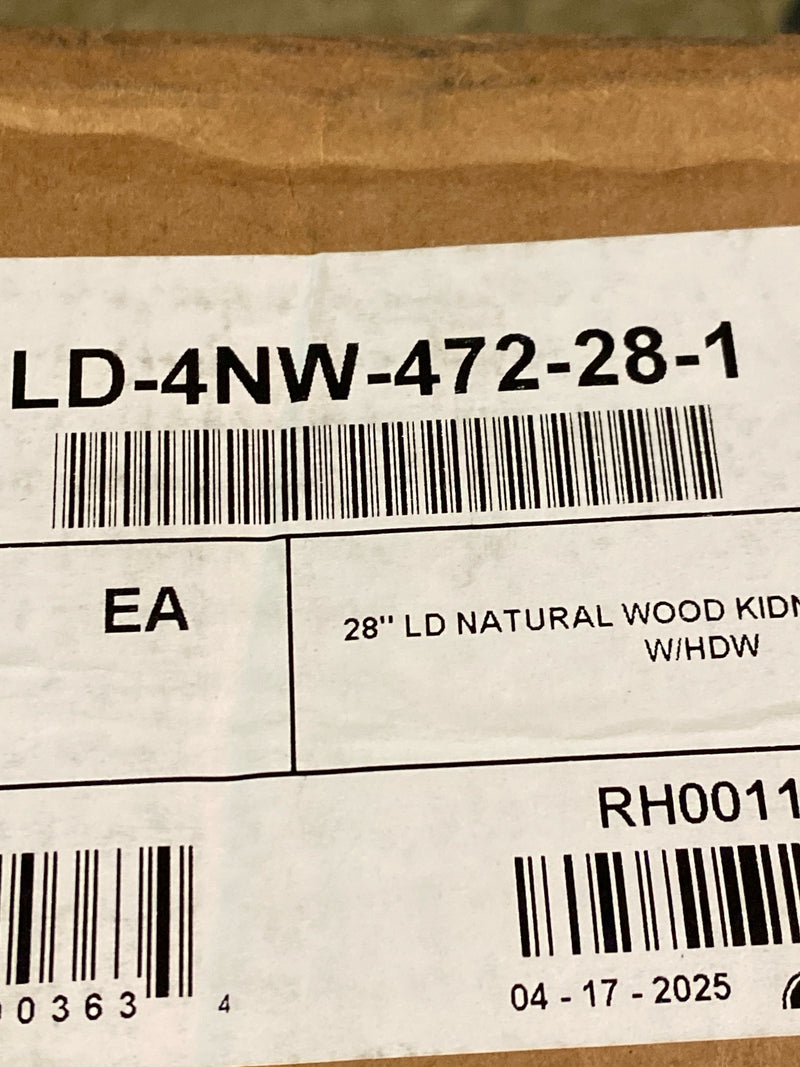 LD-4NW-472-28-1
EA
28" LD NATURAL WOOD
W/HDW
RH0011
0363 4
04 - 17 - 2025